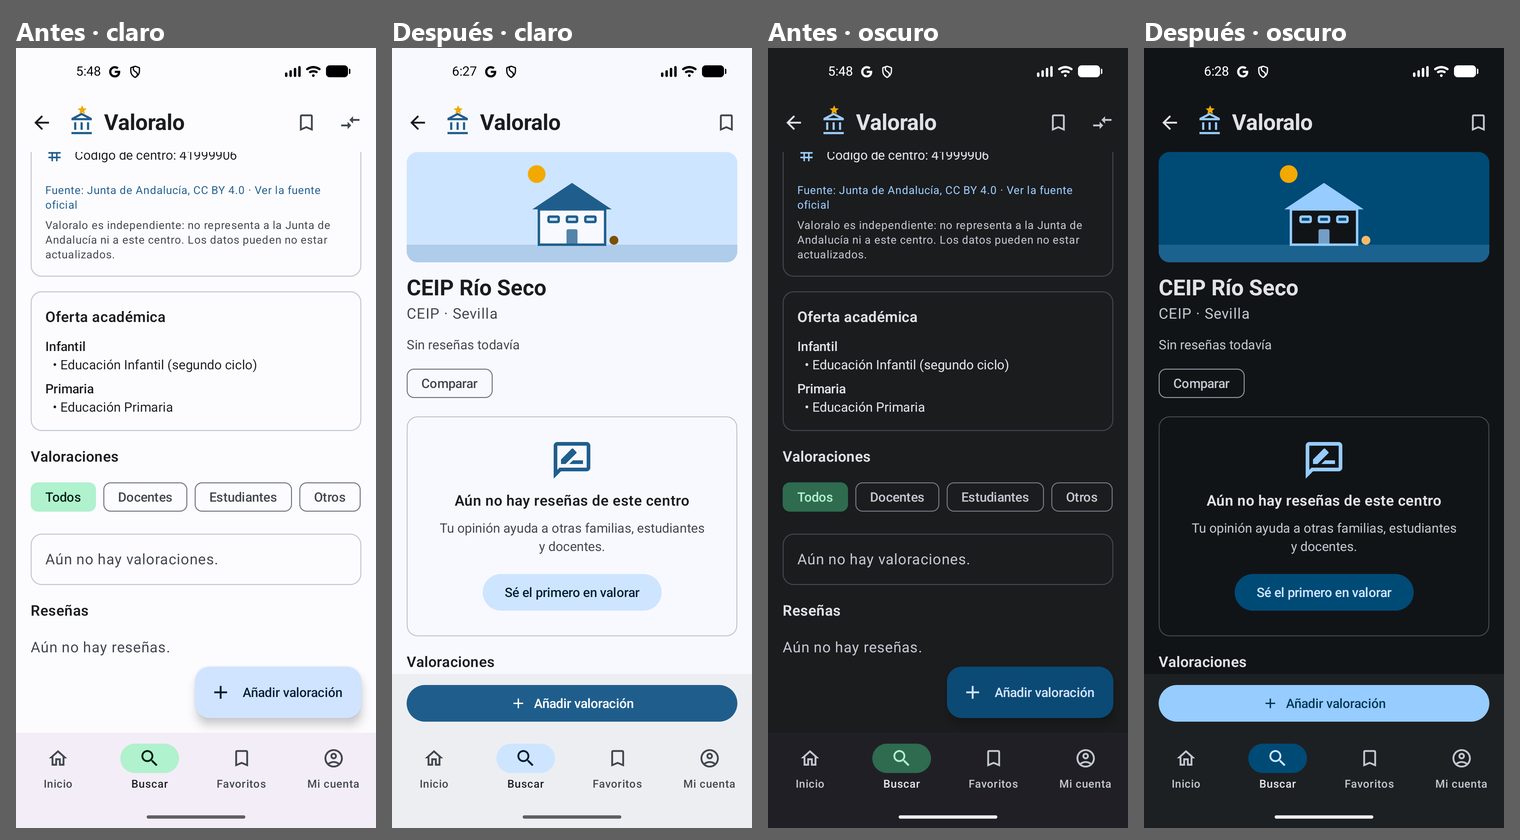 Antes · claro
5:48
Valoralo
Código de centro: 41999906
Fuente: Junta de Andalucía, CC BY 4.0 · Ver la fuente
oficial
Valoralo es independiente: no representa a la Junta de
Andalucía ni a este centro. Los datos pueden no estar
actualizados.
Oferta académica
Infantil
• Educación Infantil (segundo ciclo)
Primaria
• Educación Primaria
Valoraciones
Todos Docentes Estudiantes Otros
Aún no hay valoraciones.
Reseñas
Aún no hay reseñas.
+ Añadir valoración
Inicio Buscar Favoritos Mi cuenta
Después · claro
6:27
Valoralo
CEIP Río Seco
CEIP · Sevilla
Sin reseñas todavía
Comparar
Aún no hay reseñas de este centro
Tu opinión ayuda a otras familias, estudiantes
y docentes.
Sé el primero en valorar
Valoraciones
+ Añadir valoración
Inicio Buscar Favoritos Mi cuenta
Antes · oscuro
5:48
Valoralo
Código de centro: 41999906
Fuente: Junta de Andalucía, CC BY 4.0 · Ver la fuente
oficial
Valoralo es independiente: no representa a la Junta de
Andalucía ni a este centro. Los datos pueden no estar
actualizados.
Oferta académica
Infantil
• Educación Infantil (segundo ciclo)
Primaria
• Educación Primaria
Valoraciones
Todos Docentes Estudiantes Otros
Aún no hay valoraciones.
Reseñas
Aún no hay reseñas.
+ Añadir valoración
Inicio Buscar Favoritos Mi cuenta
Después · oscuro
6:28
Valoralo
CEIP Río Seco
CEIP · Sevilla
Sin reseñas todavía
Comparar
Aún no hay reseñas de este centro
Tu opinión ayuda a otras familias, estudiantes
y docentes.
Sé el primero en valorar
Valoraciones
+ Añadir valoración
Inicio Buscar Favoritos Mi cuenta